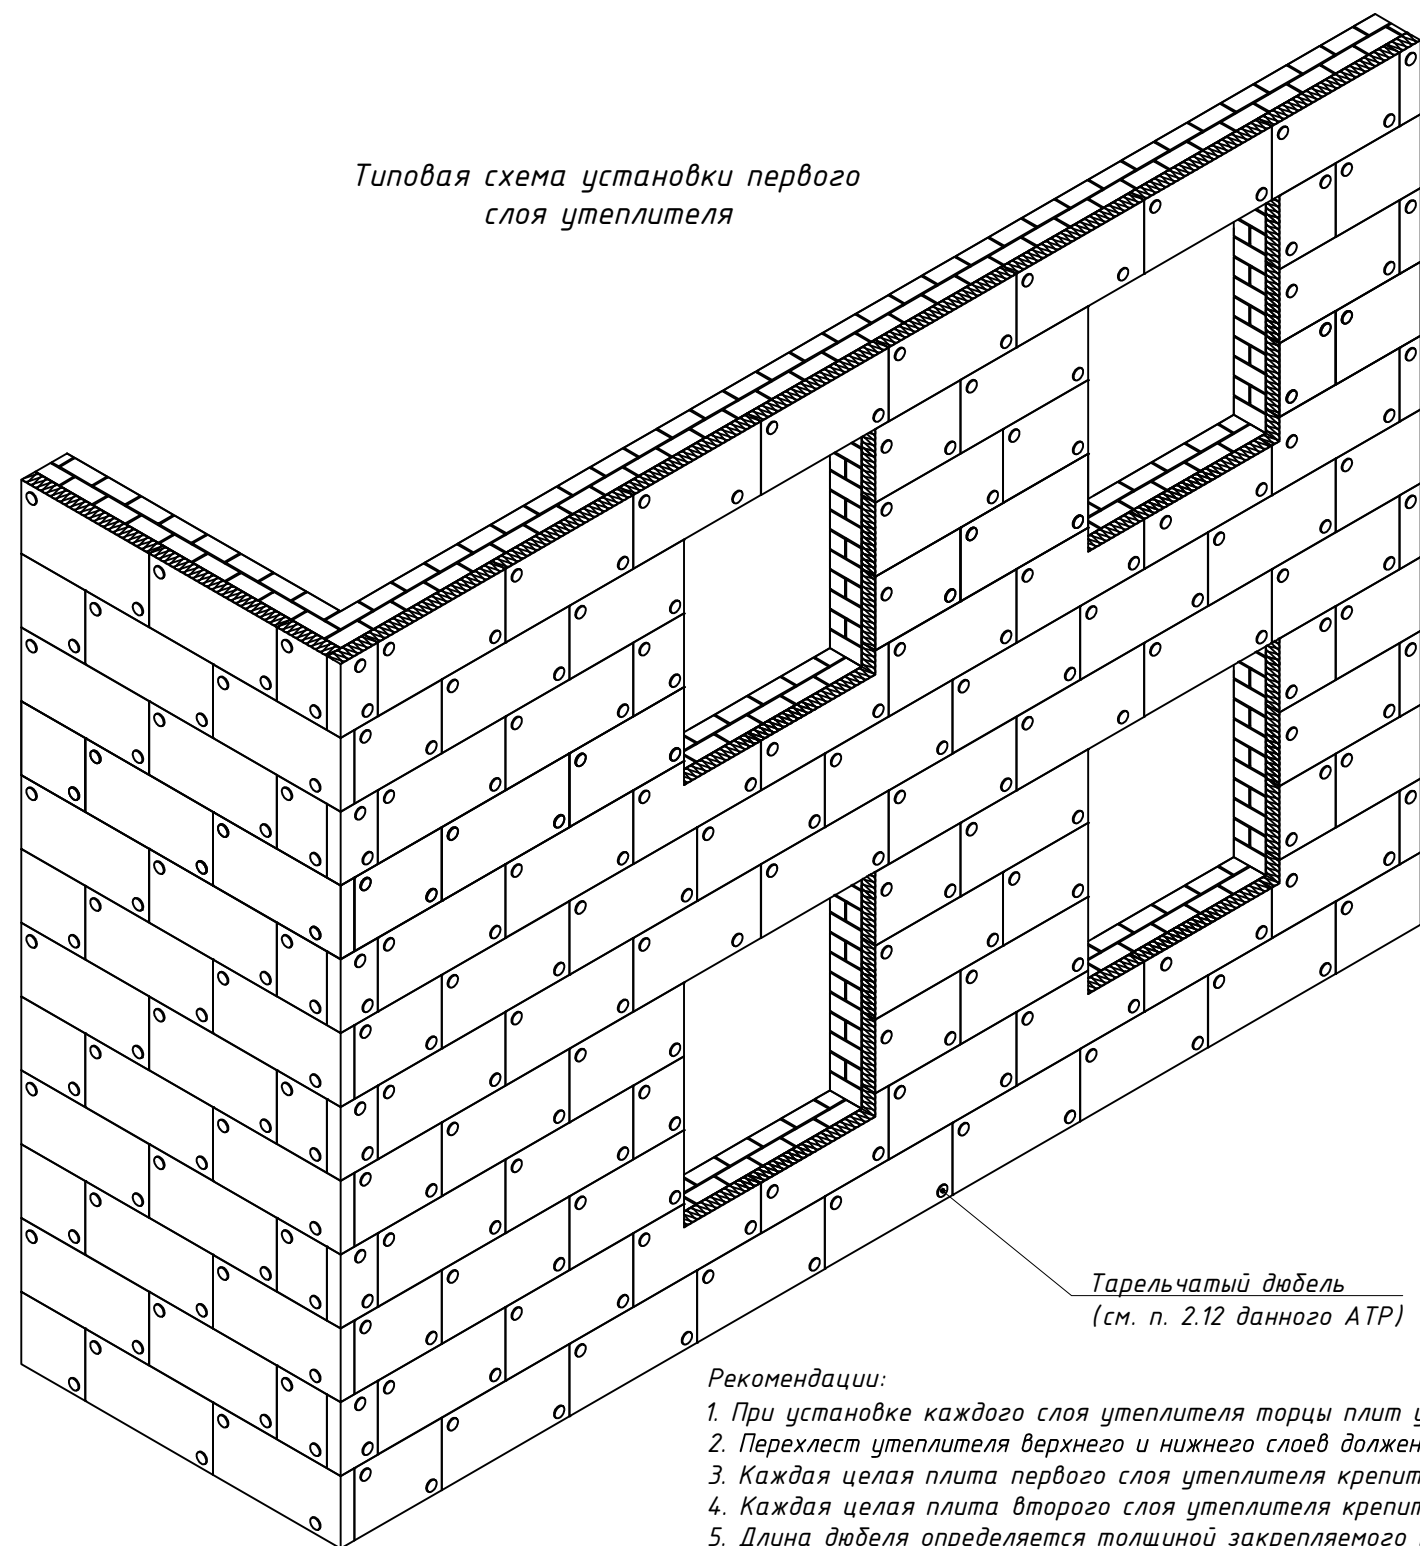 Типовая схема установки первого
слоя утеплителя
Тарельчатый дюбель
(см. п. 2.12 данного АТР)
Рекомендации:
1. При установке каждого слоя утеплителя торцы плит
2. Перехлест утеплителя верхнего и нижнего слоев должен
3. Каждая целая плита первого слоя утеплителя крепит
4. Каждая целая плита второго слоя утеплителя крепит
5. Длина дюбеля определяется толщиной закрепляемого